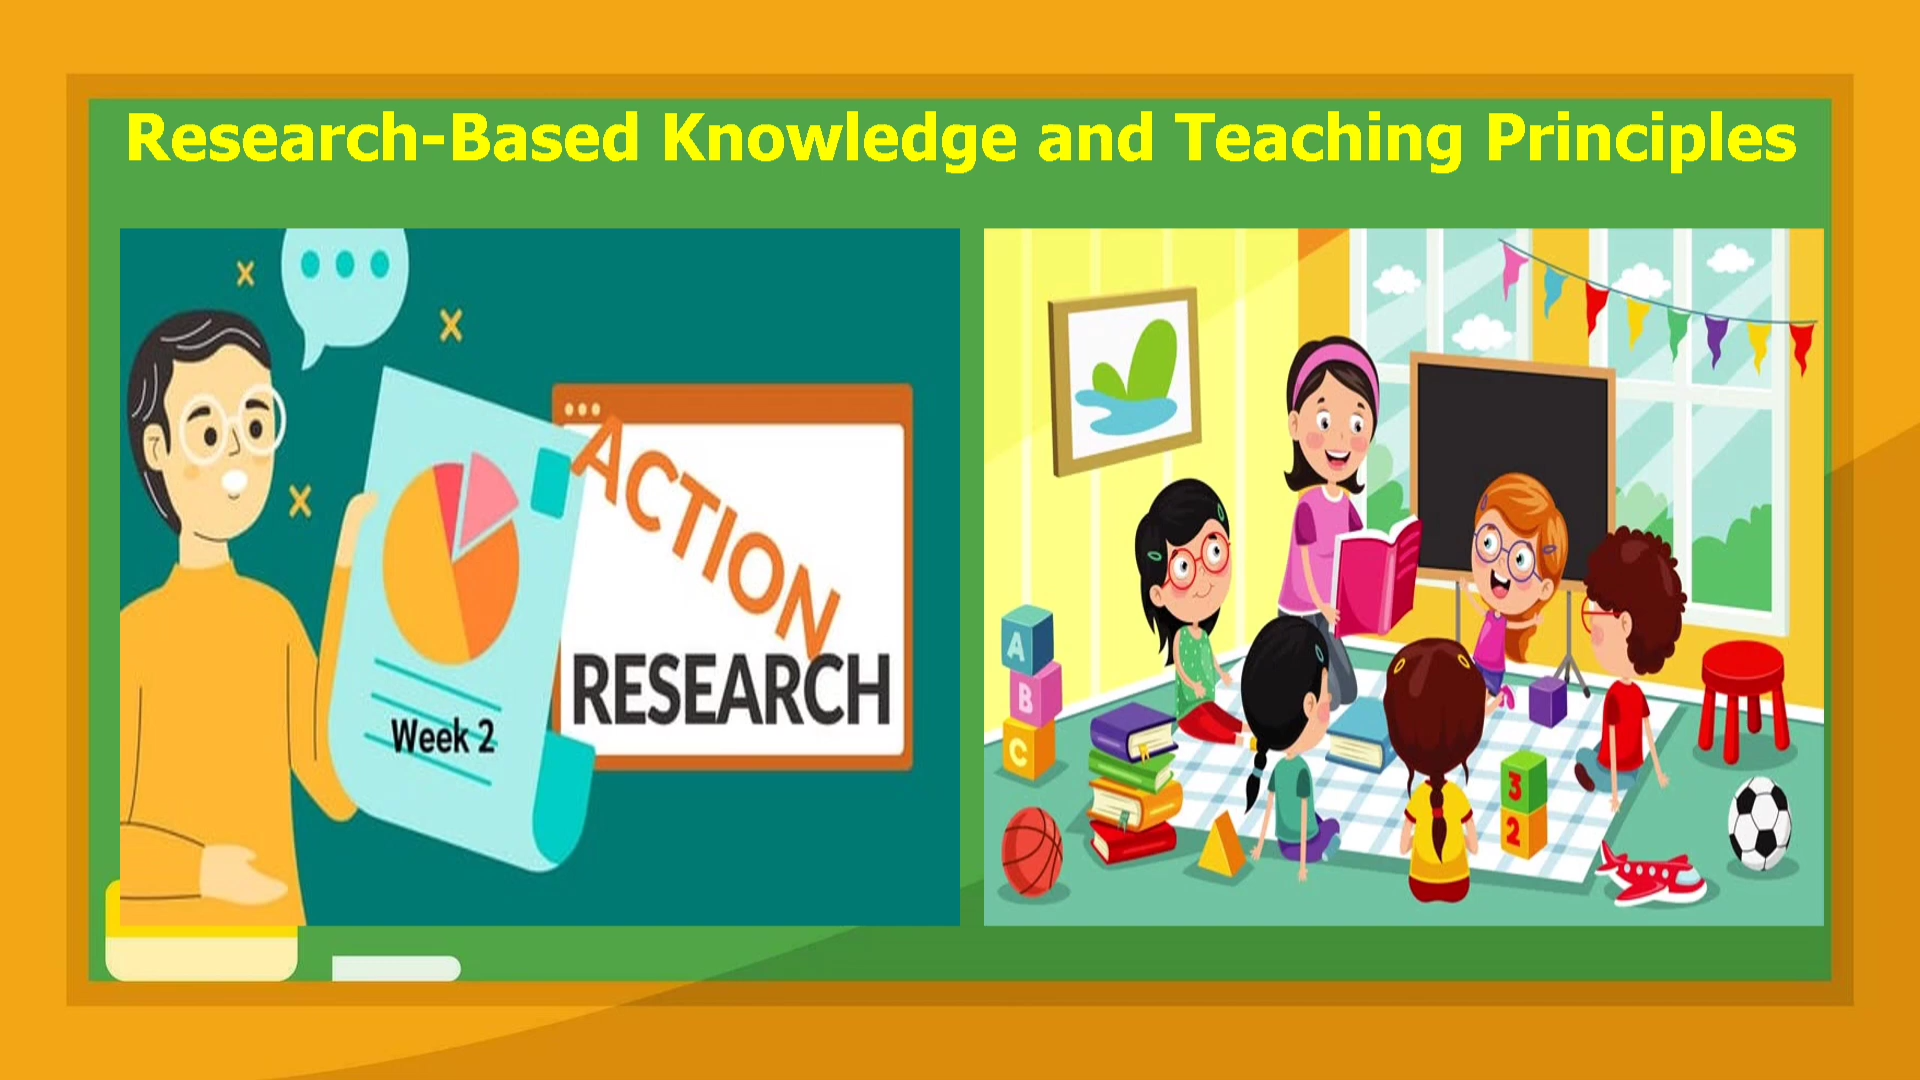 Research-Based Knowledge and Teaching Principles
ACTION
RESEARCH
Week 2
A
B
C
3
2